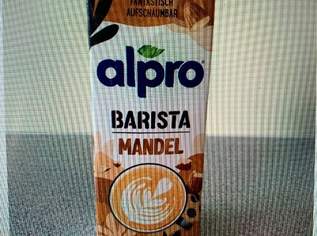 FANTASTISCH
AUFSCHÄUMBAR
alpro
BARISTA
MANDEL